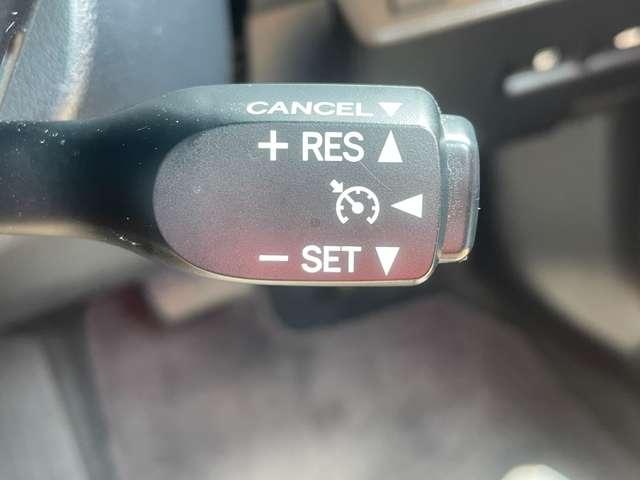 CANCEL ▼
+ RES ▲
◀
− SET ▼